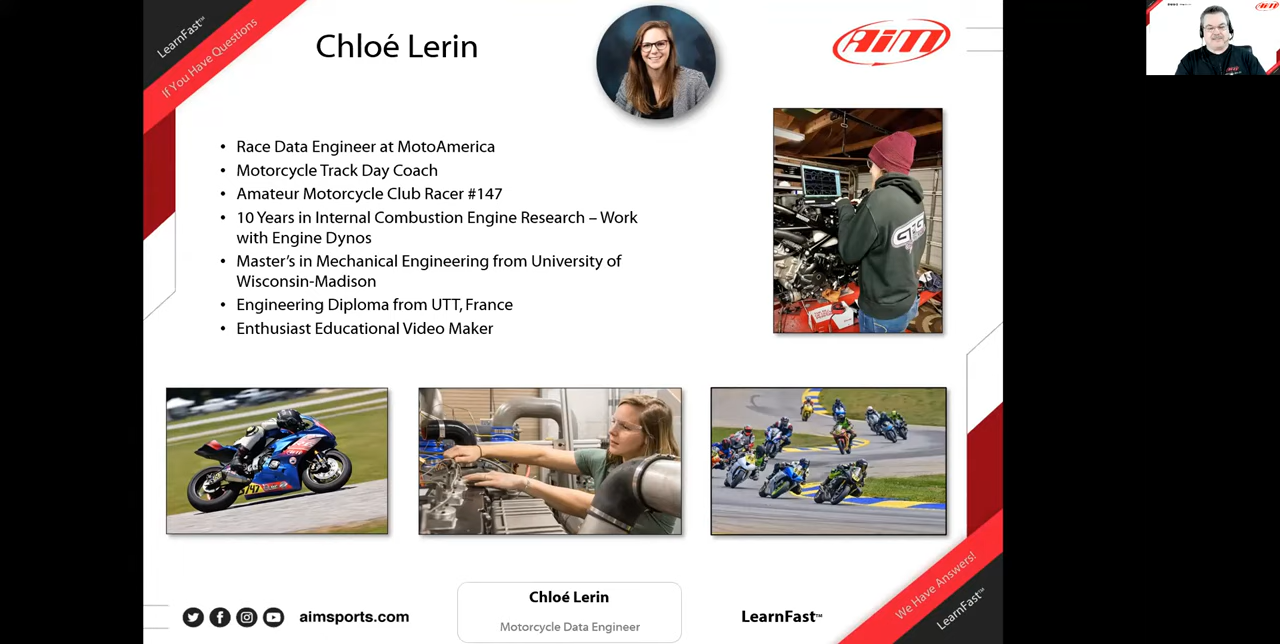 LearnFast™
If You Have Questions
Chloé Lerin
AiM
AiM
• Race Data Engineer at MotoAmerica
• Motorcycle Track Day Coach
• Amateur Motorcycle Club Racer #147
• 10 Years in Internal Combustion Engine Research – Work
with Engine Dynos
• Master's in Mechanical Engineering from University of
Wisconsin-Madison
• Engineering Diploma from UTT, France
• Enthusiast Educational Video Maker
147
aimsports.com
Chloé Lerin
Motorcycle Data Engineer
LearnFast™
We Have Answers!
LearnFast™